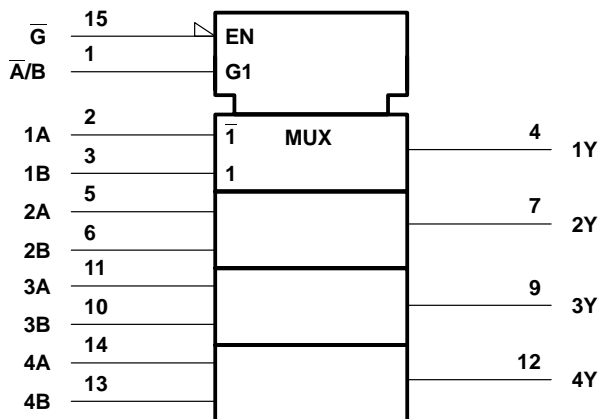 G̅ 15 EN
A̅/B 1 G1
1A 2 1̅ MUX 4 1Y
1B 3 1
2A 5 7 2Y
2B 6
3A 11 9 3Y
3B 10
4A 14 12 4Y
4B 13